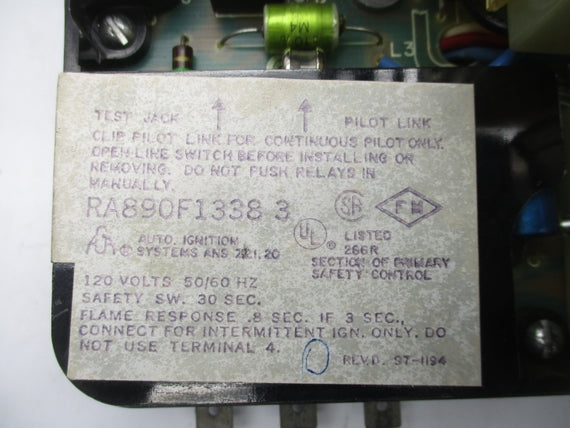 L3
TEST JACK PILOT LINK
CLIP PILOT LINK FOR CONTINUOUS PILOT ONLY.
OPEN LINE SWITCH BEFORE INSTALLING OR
REMOVING. DO NOT PUSH RELAYS IN
MANUALLY.
RA890F1338 3
SA FM
AUTO. IGNITION
SYSTEMS ANS Z21.20
UL LISTED
266R
SECTION OF PRIMARY
SAFETY CONTROL
120 VOLTS 50/60 HZ
SAFETY SW. 30 SEC.
FLAME RESPONSE .8 SEC. IF 3 SEC.,
CONNECT FOR INTERMITTENT IGN. ONLY. DO
NOT USE TERMINAL 4.
REV.D. 97-1194